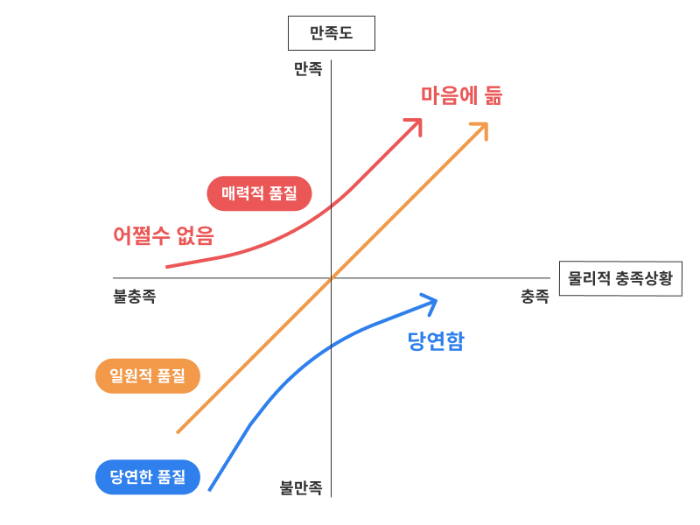 만족도
만족
마음에 듦
매력적 품질
어쩔수 없음
불충족
충족
물리적 충족상황
당연함
일원적 품질
당연한 품질
불만족